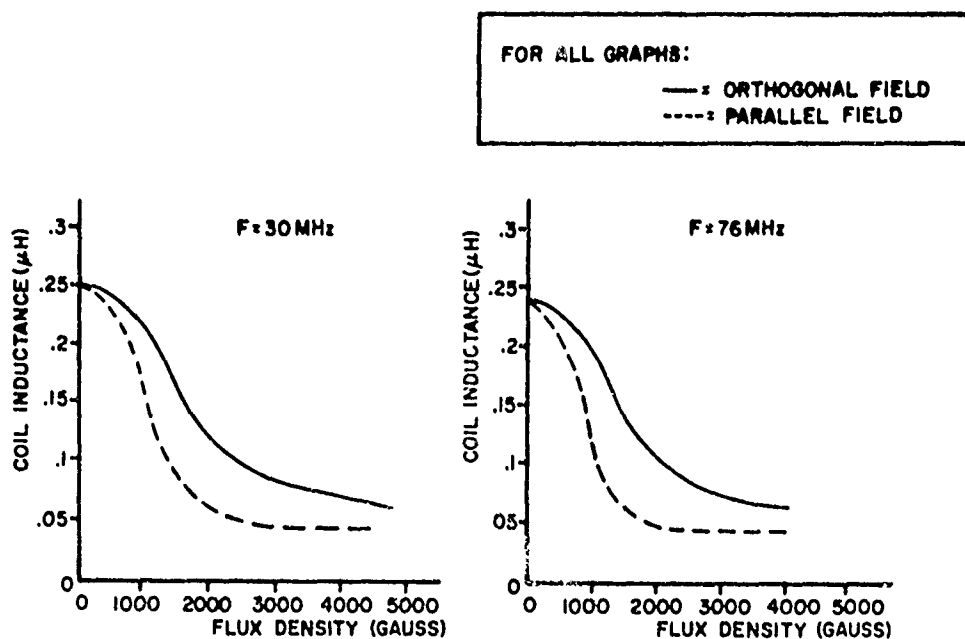 FOR ALL GRAPHS:
= ORTHOGONAL FIELD
= PARALLEL FIELD
F = 30 MHz
COIL INDUCTANCE (μH)
.3
.25
.2
.15
.1
.05
0
0 1000 2000 3000 4000 5000
FLUX DENSITY (GAUSS)
F = 76 MHz
COIL INDUCTANCE (μH)
.3
.25
.2
.15
.1
05
0
0 1000 2000 3000 4000 5000
FLUX DENSITY (GAUSS)